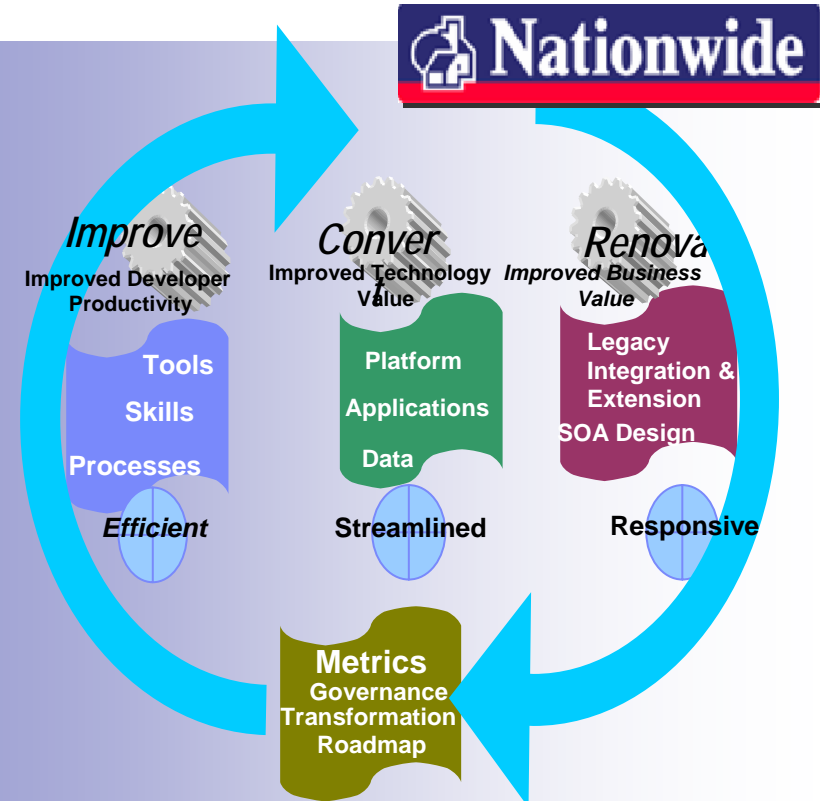 Nationwide
Improve
Improved Developer
Productivity
Tools
Skills
Processes
Efficient
Conver
t
Improved Technology
Value
Platform
Applications
Data
Streamlined
Renova
Improved Business
Value
Legacy
Integration &
Extension
SOA Design
Responsive
Metrics
Governance
Transformation
Roadmap